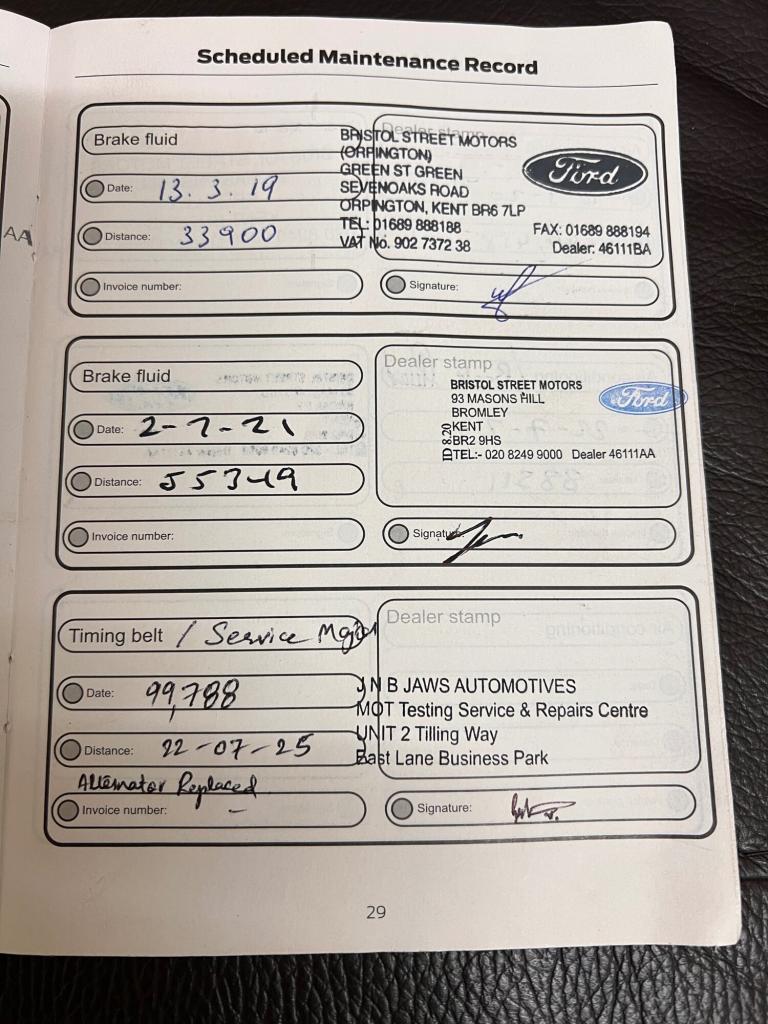 Scheduled Maintenance Record
AA
Brake fluid
Date: 13.3.19
Distance: 33900
Invoice number:
Dealer stamp
BRISTOL STREET MOTORS
(ORPINGTON)
GREEN ST GREEN
SEVENOAKS ROAD
ORPINGTON, KENT BR6 7LP
TEL: 01689 888188 FAX: 01689 888194
VAT No. 902 7372 38 Dealer: 46111BA
Ford
Signature:
Brake fluid
Date: 2-7-21
Distance: 55349
Invoice number:
Dealer stamp
BRISTOL STREET MOTORS
93 MASONS HILL
BROMLEY
KENT
BR2 9HS
TEL:- 020 8249 9000 Dealer 46111AA
Ford
Signature:
Timing belt / Service Major
Date: 99,788
Distance: 22-07-25
Alternator Replaced
Invoice number: -
Dealer stamp
J N B JAWS AUTOMOTIVES
MOT Testing Service & Repairs Centre
UNIT 2 Tilling Way
East Lane Business Park
Signature:
29